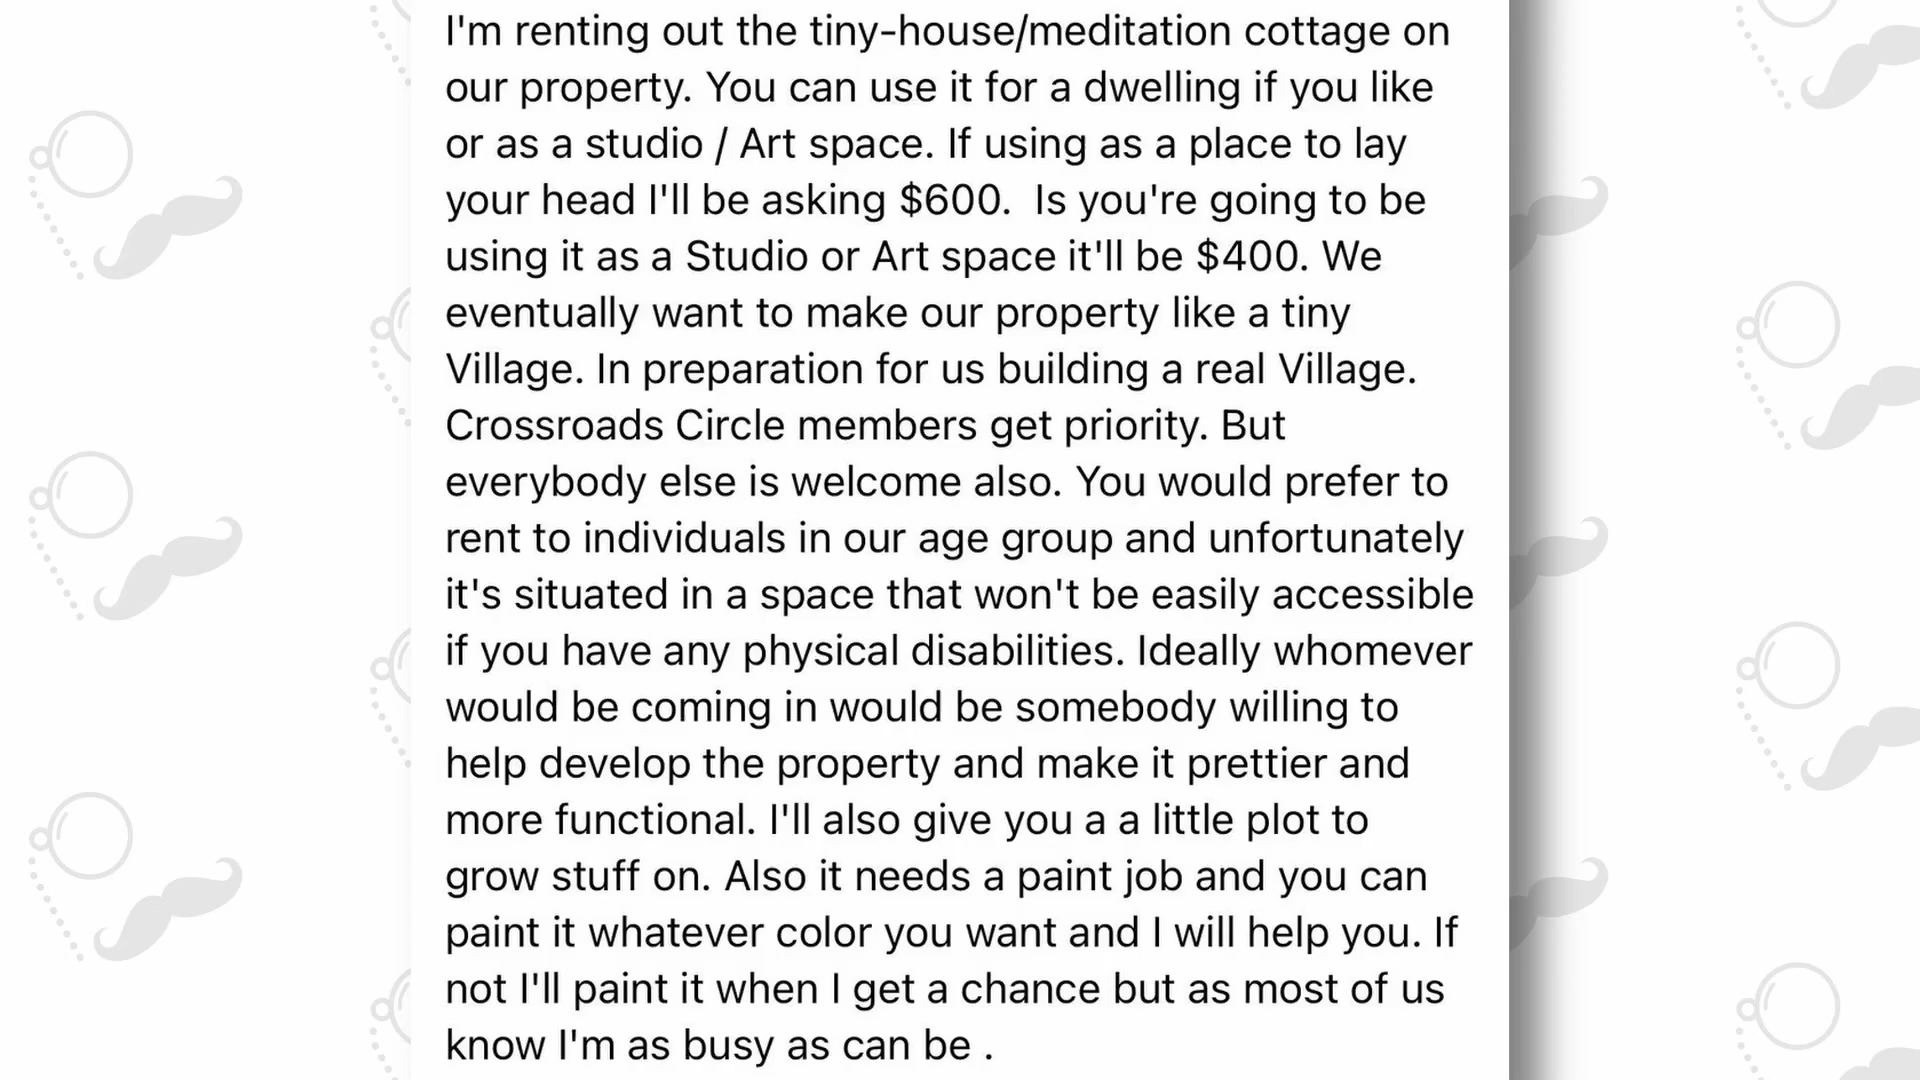 I'm renting out the tiny-house/meditation cottage on
our property. You can use it for a dwelling if you like
or as a studio / Art space. If using as a place to lay
your head I'll be asking $600.  Is you're going to be
using it as a Studio or Art space it'll be $400. We
eventually want to make our property like a tiny
Village. In preparation for us building a real Village.
Crossroads Circle members get priority. But
everybody else is welcome also. You would prefer to
rent to individuals in our age group and unfortunately
it's situated in a space that won't be easily accessible
if you have any physical disabilities. Ideally whomever
would be coming in would be somebody willing to
help develop the property and make it prettier and
more functional. I'll also give you a a little plot to
grow stuff on. Also it needs a paint job and you can
paint it whatever color you want and I will help you. If
not I'll paint it when I get a chance but as most of us
know I'm as busy as can be .